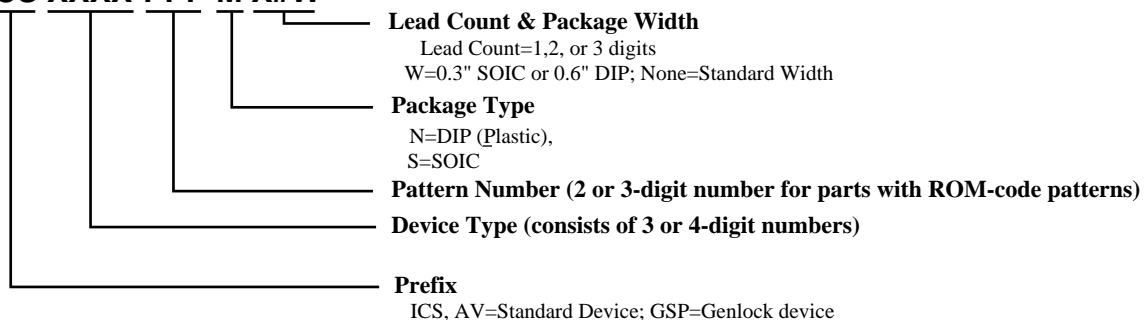 Lead Count & Package Width
Lead Count=1,2, or 3 digits
W=0.3" SOIC or 0.6" DIP; None=Standard Width
Package Type
N=DIP (Plastic),
S=SOIC
Pattern Number (2 or 3-digit number for parts with ROM-code patterns)
Device Type (consists of 3 or 4-digit numbers)
Prefix
ICS, AV=Standard Device; GSP=Genlock device